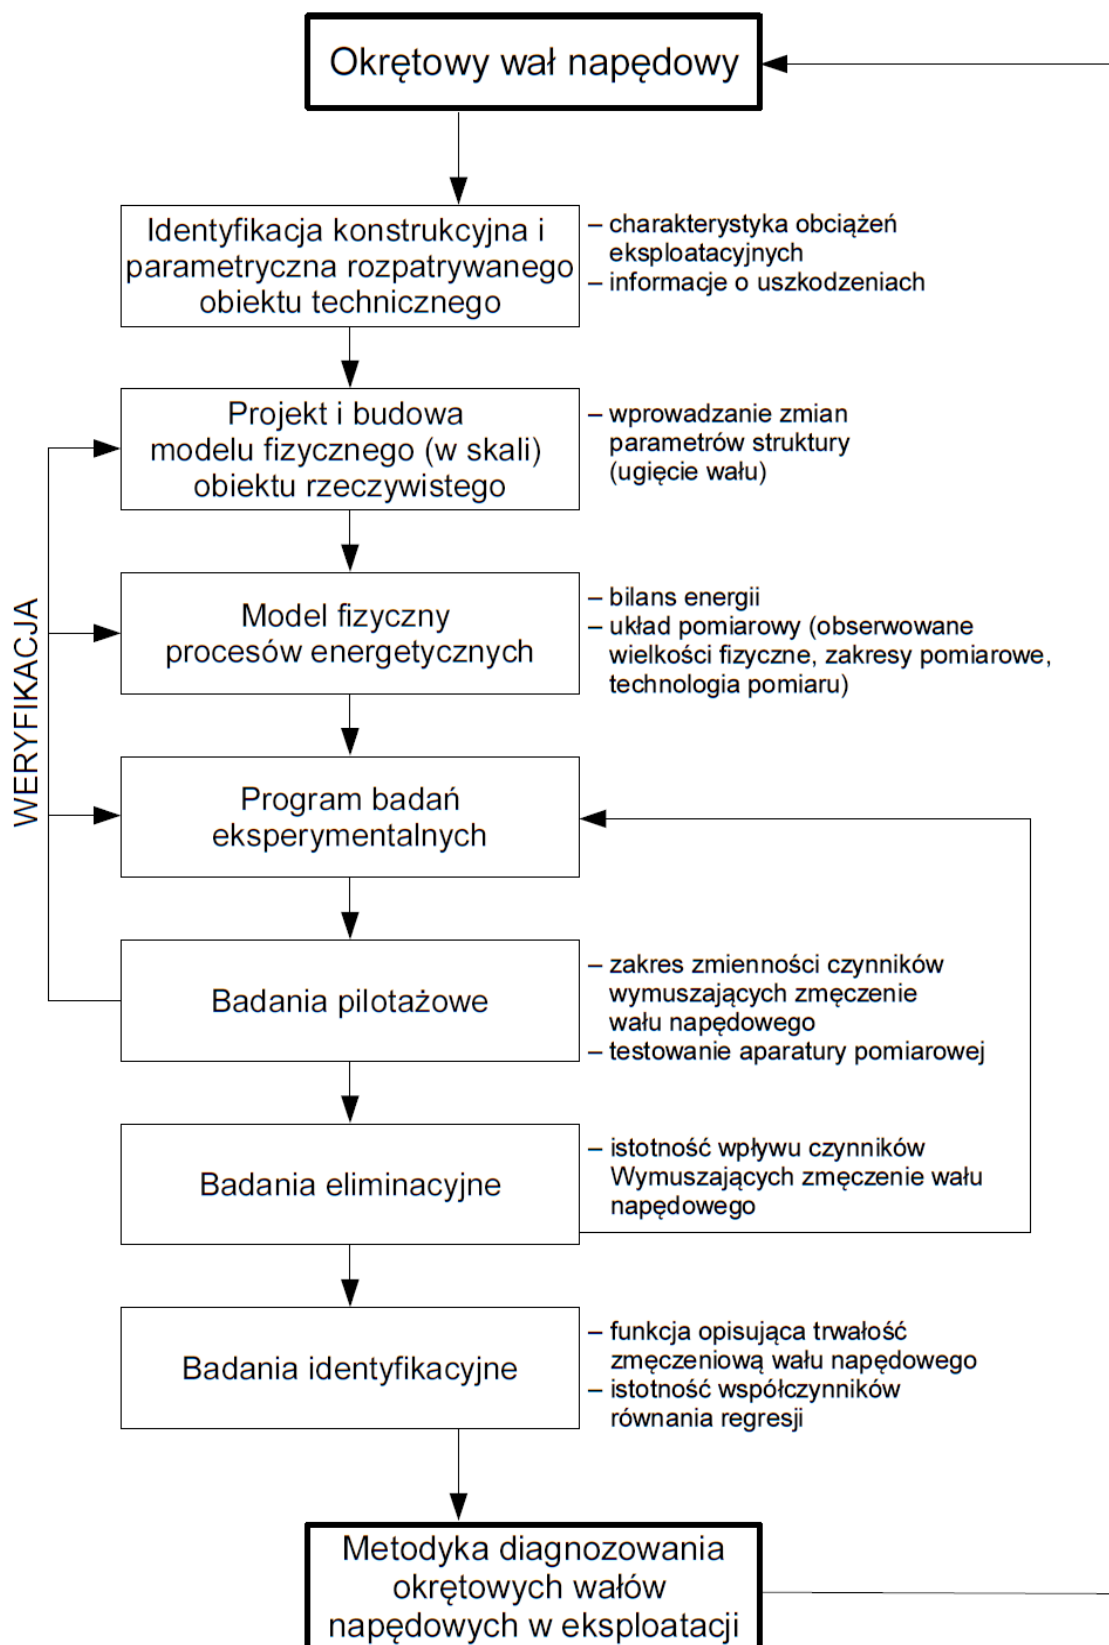 Okrętowy wał napędowy
Identyfikacja konstrukcyjna i
parametryczna rozpatrywanego
obiektu technicznego
– charakterystyka obciążeń
eksploatacyjnych
– informacje o uszkodzeniach
Projekt i budowa
modelu fizycznego (w skali)
obiektu rzeczywistego
– wprowadzanie zmian
parametrów struktury
(ugięcie wału)
WERYFIKACJA
Model fizyczny
procesów energetycznych
– bilans energii
– układ pomiarowy (obserwowane
wielkości fizyczne, zakresy pomiarowe,
technologia pomiaru)
Program badań
eksperymentalnych
Badania pilotażowe
– zakres zmienności czynników
wymuszających zmęczenie
wału napędowego
– testowanie aparatury pomiarowej
Badania eliminacyjne
– istotność wpływu czynników
Wymuszających zmęczenie wału
napędowego
Badania identyfikacyjne
– funkcja opisująca trwałość
zmęczeniową wału napędowego
– istotność współczynników
równania regresji
Metodyka diagnozowania
okrętowych wałów
napędowych w eksploatacji